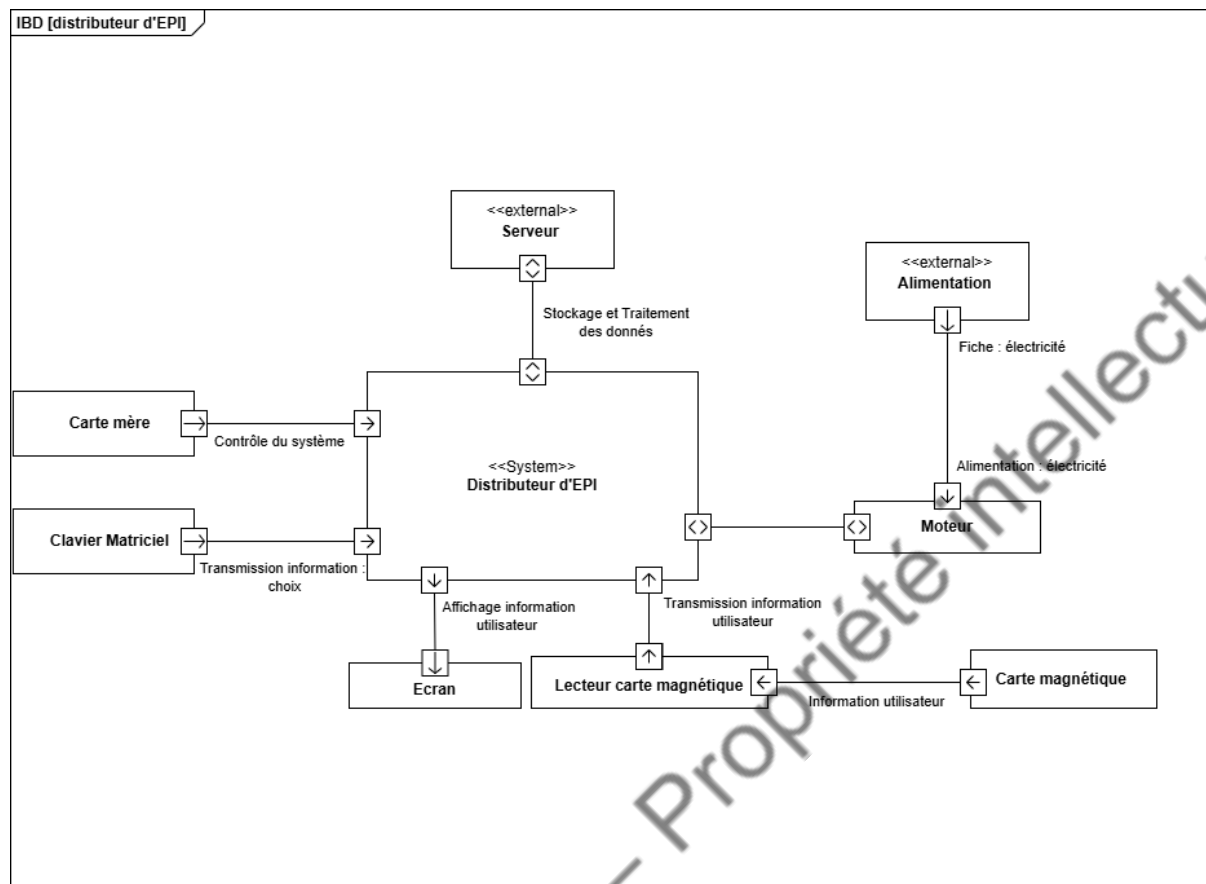 IBD [distributeur d'EPI]
<<external>>
Serveur
<<external>>
Alimentation
Stockage et Traitement
des donnés
Fiche : électricité
Carte mère
Contrôle du système
<<System>>
Distributeur d'EPI
Alimentation : électricité
Moteur
Clavier Matriciel
Transmission information :
choix
Affichage information
utilisateur
Transmission information
utilisateur
Ecran
Lecteur carte magnétique
Carte magnétique
Information utilisateur
– Propriété